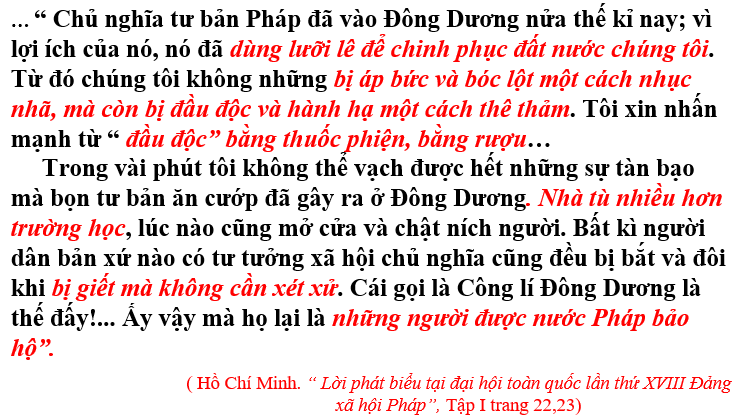 ... “ Chủ nghĩa tư bản Pháp đã vào Đông Dương nửa thế kỉ nay; vì
lợi ích của nó, nó đã dùng lưỡi lê để chinh phục đất nước chúng tôi.
Từ đó chúng tôi không những bị áp bức và bóc lột một cách nhục
nhã, mà còn bị đầu độc và hành hạ một cách thê thảm. Tôi xin nhấn
mạnh từ “ đầu độc” bằng thuốc phiện, bằng rượu…
Trong vài phút tôi không thể vạch được hết những sự tàn bạo
mà bọn tư bản ăn cướp đã gây ra ở Đông Dương. Nhà tù nhiều hơn
trường học, lúc nào cũng mở cửa và chật ních người. Bất kì người
dân bản xứ nào có tư tưởng xã hội chủ nghĩa cũng đều bị bắt và đôi
khi bị giết mà không cần xét xử. Cái gọi là Công lí Đông Dương là
thế đấy!... Ấy vậy mà họ lại là những người được nước Pháp bảo
hộ”.
( Hồ Chí Minh. “ Lời phát biểu tại đại hội toàn quốc lần thứ XVIII Đảng
xã hội Pháp”, Tập I trang 22,23)